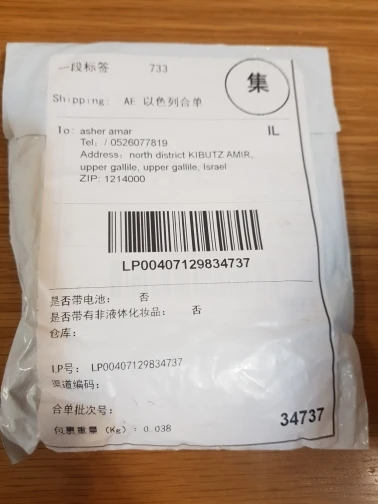 一段标签 733
集
Shipping: AE 以色列合单
To: asher amar IL
Tel: / 0526077819
Address: north district KIBUTZ AMIR,
upper gallile, upper gallile, Israel
ZIP: 1214000
LP00407129834737
是否带电池: 否
是否带有非液体化妆品: 否
仓库:
LP号: LP00407129834737
渠道编码:
合单批次号:
34737
包裹重量 (Kg) : 0.038